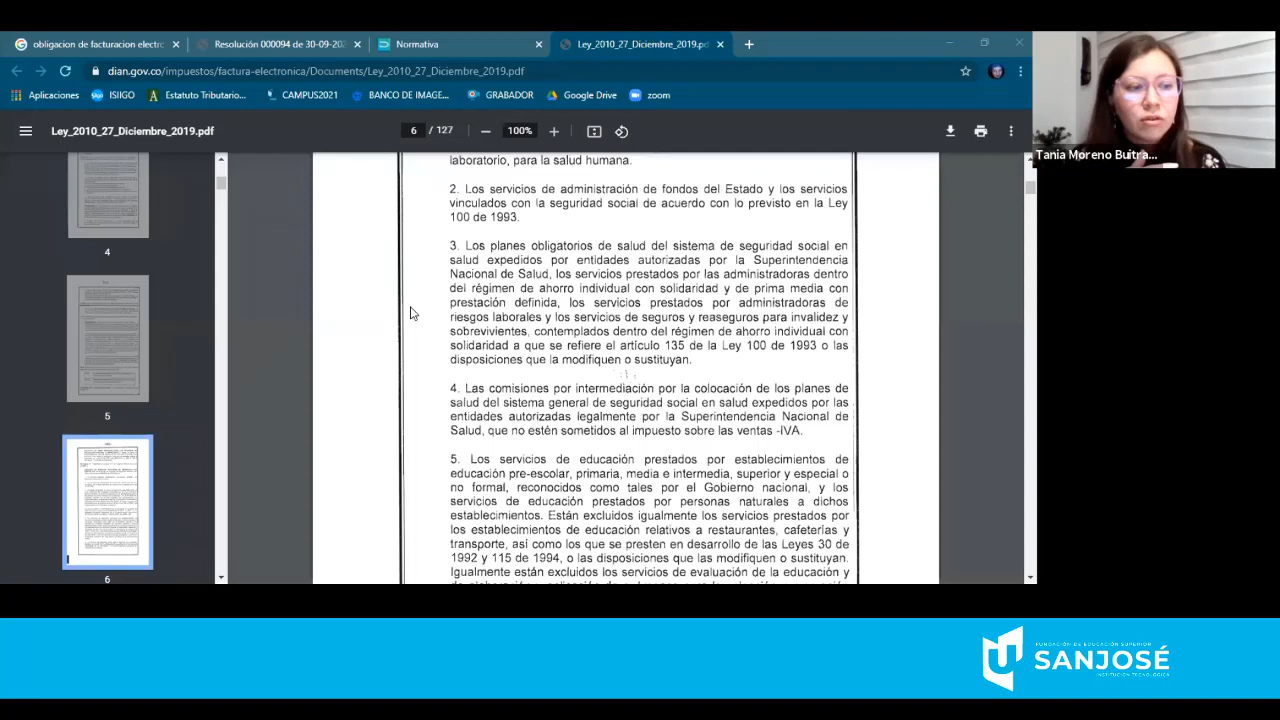 obligacion de facturacion electro
Resolución 000094 de 30-09-202
Normativa
Ley_2010_27_Diciembre_2019.pdf
dian.gov.co/impuestos/factura-electronica/Documents/Ley_2010_27_Diciembre_2019.pdf
Aplicaciones
SIIGO
Estatuto Tributario...
CAMPUS2021
BANCO DE IMAGE...
GRABADOR
Google Drive
zoom
Ley_2010_27_Diciembre_2019.pdf
6 / 127
100%
Tania Moreno Buitra...
4
5
6
laboratorio, para la salud humana.
2. Los servicios de administración de fondos del Estado y los servicios
vinculados con la seguridad social de acuerdo con lo previsto en la Ley
100 de 1993.
3. Los planes obligatorios de salud del sistema de seguridad social en
salud expedidos por entidades autorizadas por la Superintendencia
Nacional de Salud, los servicios prestados por las administradoras dentro
del régimen de ahorro individual con solidaridad y de prima media con
prestación definida, los servicios prestados por administradoras de
riesgos laborales y los servicios de seguros y reaseguros para invalidez y
sobrevivientes, contemplados dentro del régimen de ahorro individual con
solidaridad a que se refiere el artículo 135 de la Ley 100 de 1993 o las
disposiciones que la modifiquen o sustituyan.
4. Las comisiones por intermediación por la colocación de los planes de
salud del sistema general de seguridad social en salud expedidos por las
entidades autorizadas legalmente por la Superintendencia Nacional de
Salud, que no estén sometidos al impuesto sobre las ventas -IVA.
5. Los servicios de educación prestados por establecimientos de
educación pre-escolar, primaria, media e intermedia, superior y especial o
no formal, reconocidos como tales por el Gobierno nacional, y los
servicios de educación prestados por personas naturales a dichos
establecimientos. Están excluidos igualmente los servicios prestados por
los establecimientos de educación relativos a restaurantes, cafeterías y
transporte, así como los que se presten en desarrollo de las Leyes 30 de
1992 y 115 de 1994, o las disposiciones que las modifiquen o sustituyan.
Igualmente están excluidos los servicios de evaluación de la educación y
FUNDACIÓN DE EDUCACIÓN SUPERIOR
SANJOSÉ
INSTITUCIÓN TECNOLÓGICA